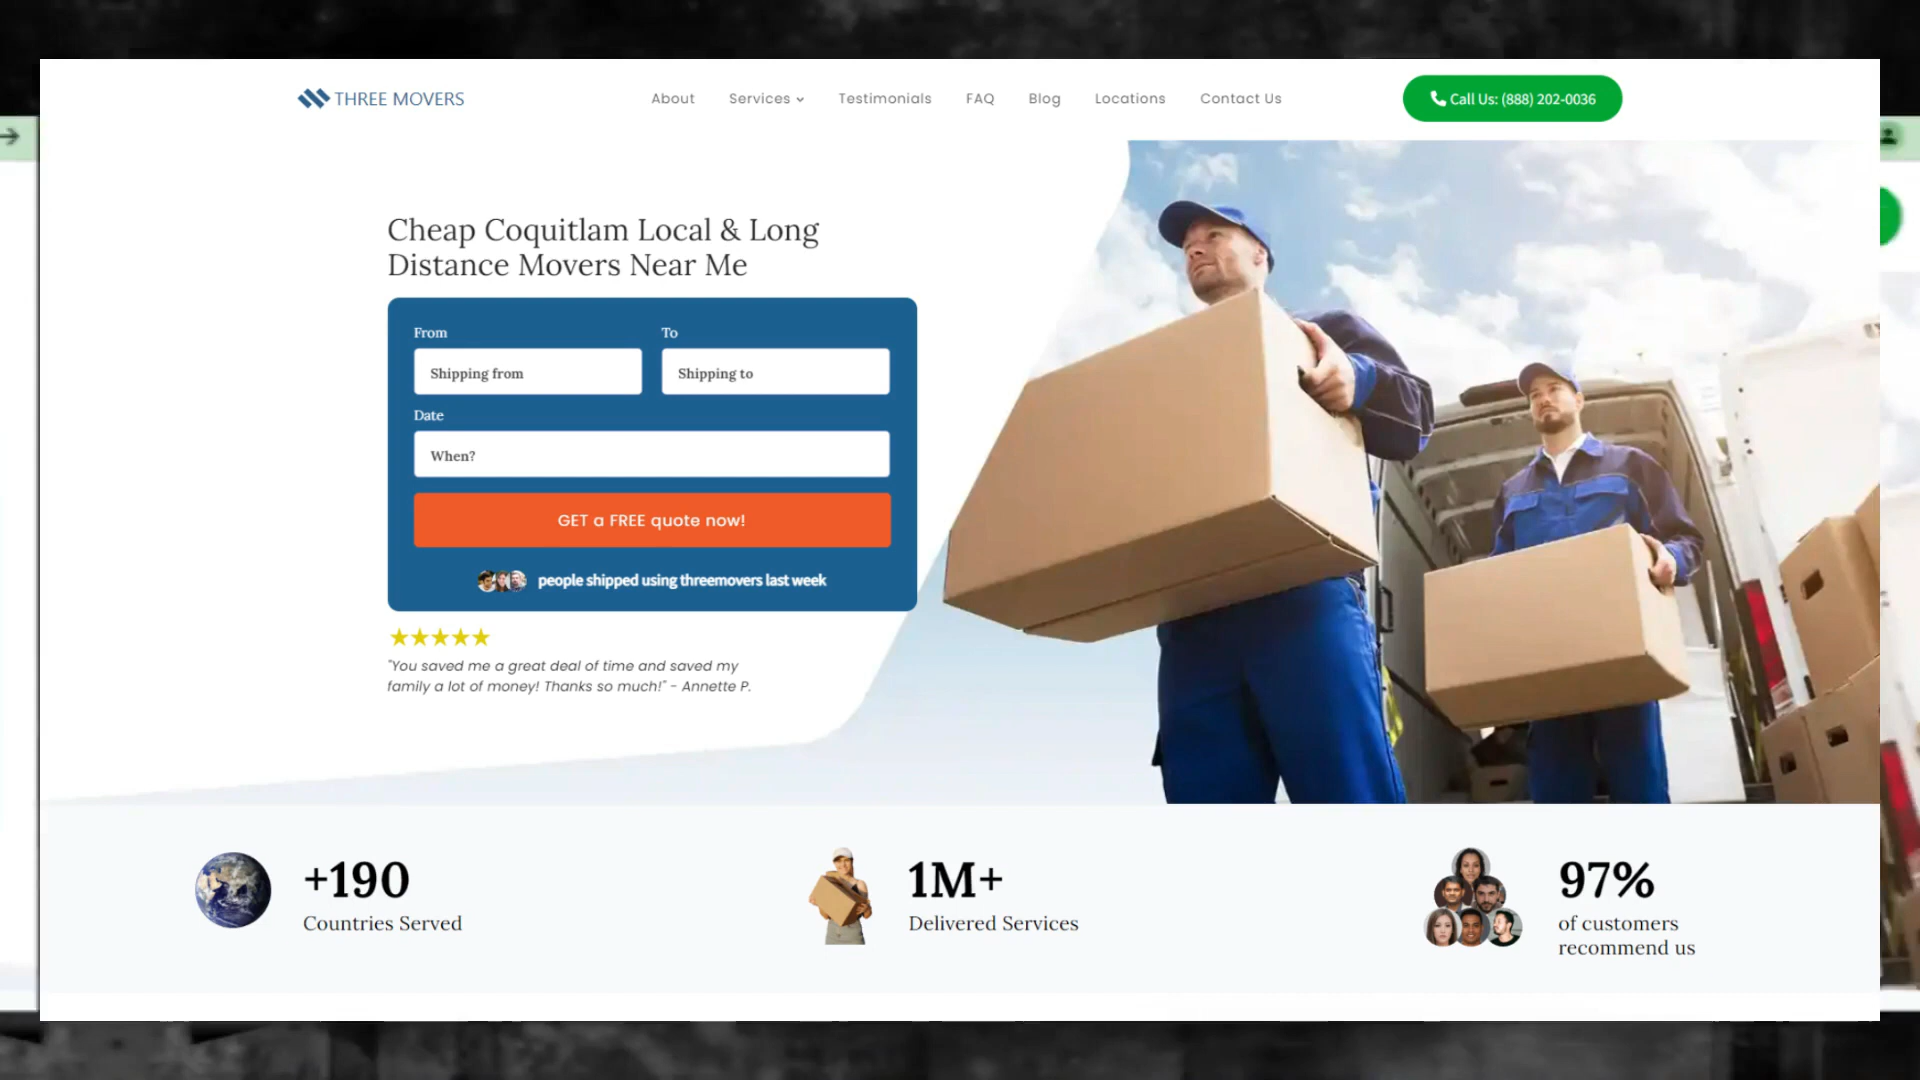 THREE MOVERS
About
Services
Testimonials
FAQ
Blog
Locations
Contact Us
Call Us: (888) 202-0036
Cheap Coquitlam Local & Long
Distance Movers Near Me
From
To
Shipping from
Shipping to
Date
When?
GET a FREE quote now!
people shipped using threemovers last week
"You saved me a great deal of time and saved my
family a lot of money! Thanks so much!" - Annette P.
+190
Countries Served
1M+
Delivered Services
97%
of customers
recommend us